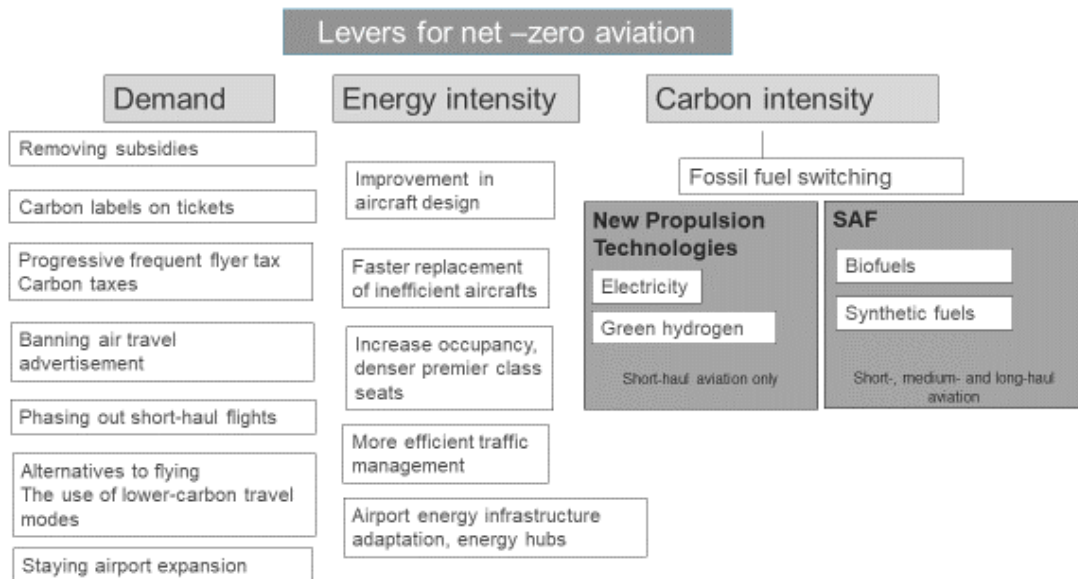 Levers for net –zero aviation
Demand
Removing subsidies
Carbon labels on tickets
Progressive frequent flyer tax
Carbon taxes
Banning air travel
advertisement
Phasing out short-haul flights
Alternatives to flying
The use of lower-carbon travel
modes
Staying airport expansion
Energy intensity
Improvement in
aircraft design
Faster replacement
of inefficient aircrafts
Increase occupancy,
denser premier class
seats
More efficient traffic
management
Airport energy infrastructure
adaptation, energy hubs
Carbon intensity
Fossil fuel switching
New Propulsion
Technologies
Electricity
Green hydrogen
Short-haul aviation only
SAF
Biofuels
Synthetic fuels
Short-, medium- and long-haul
aviation